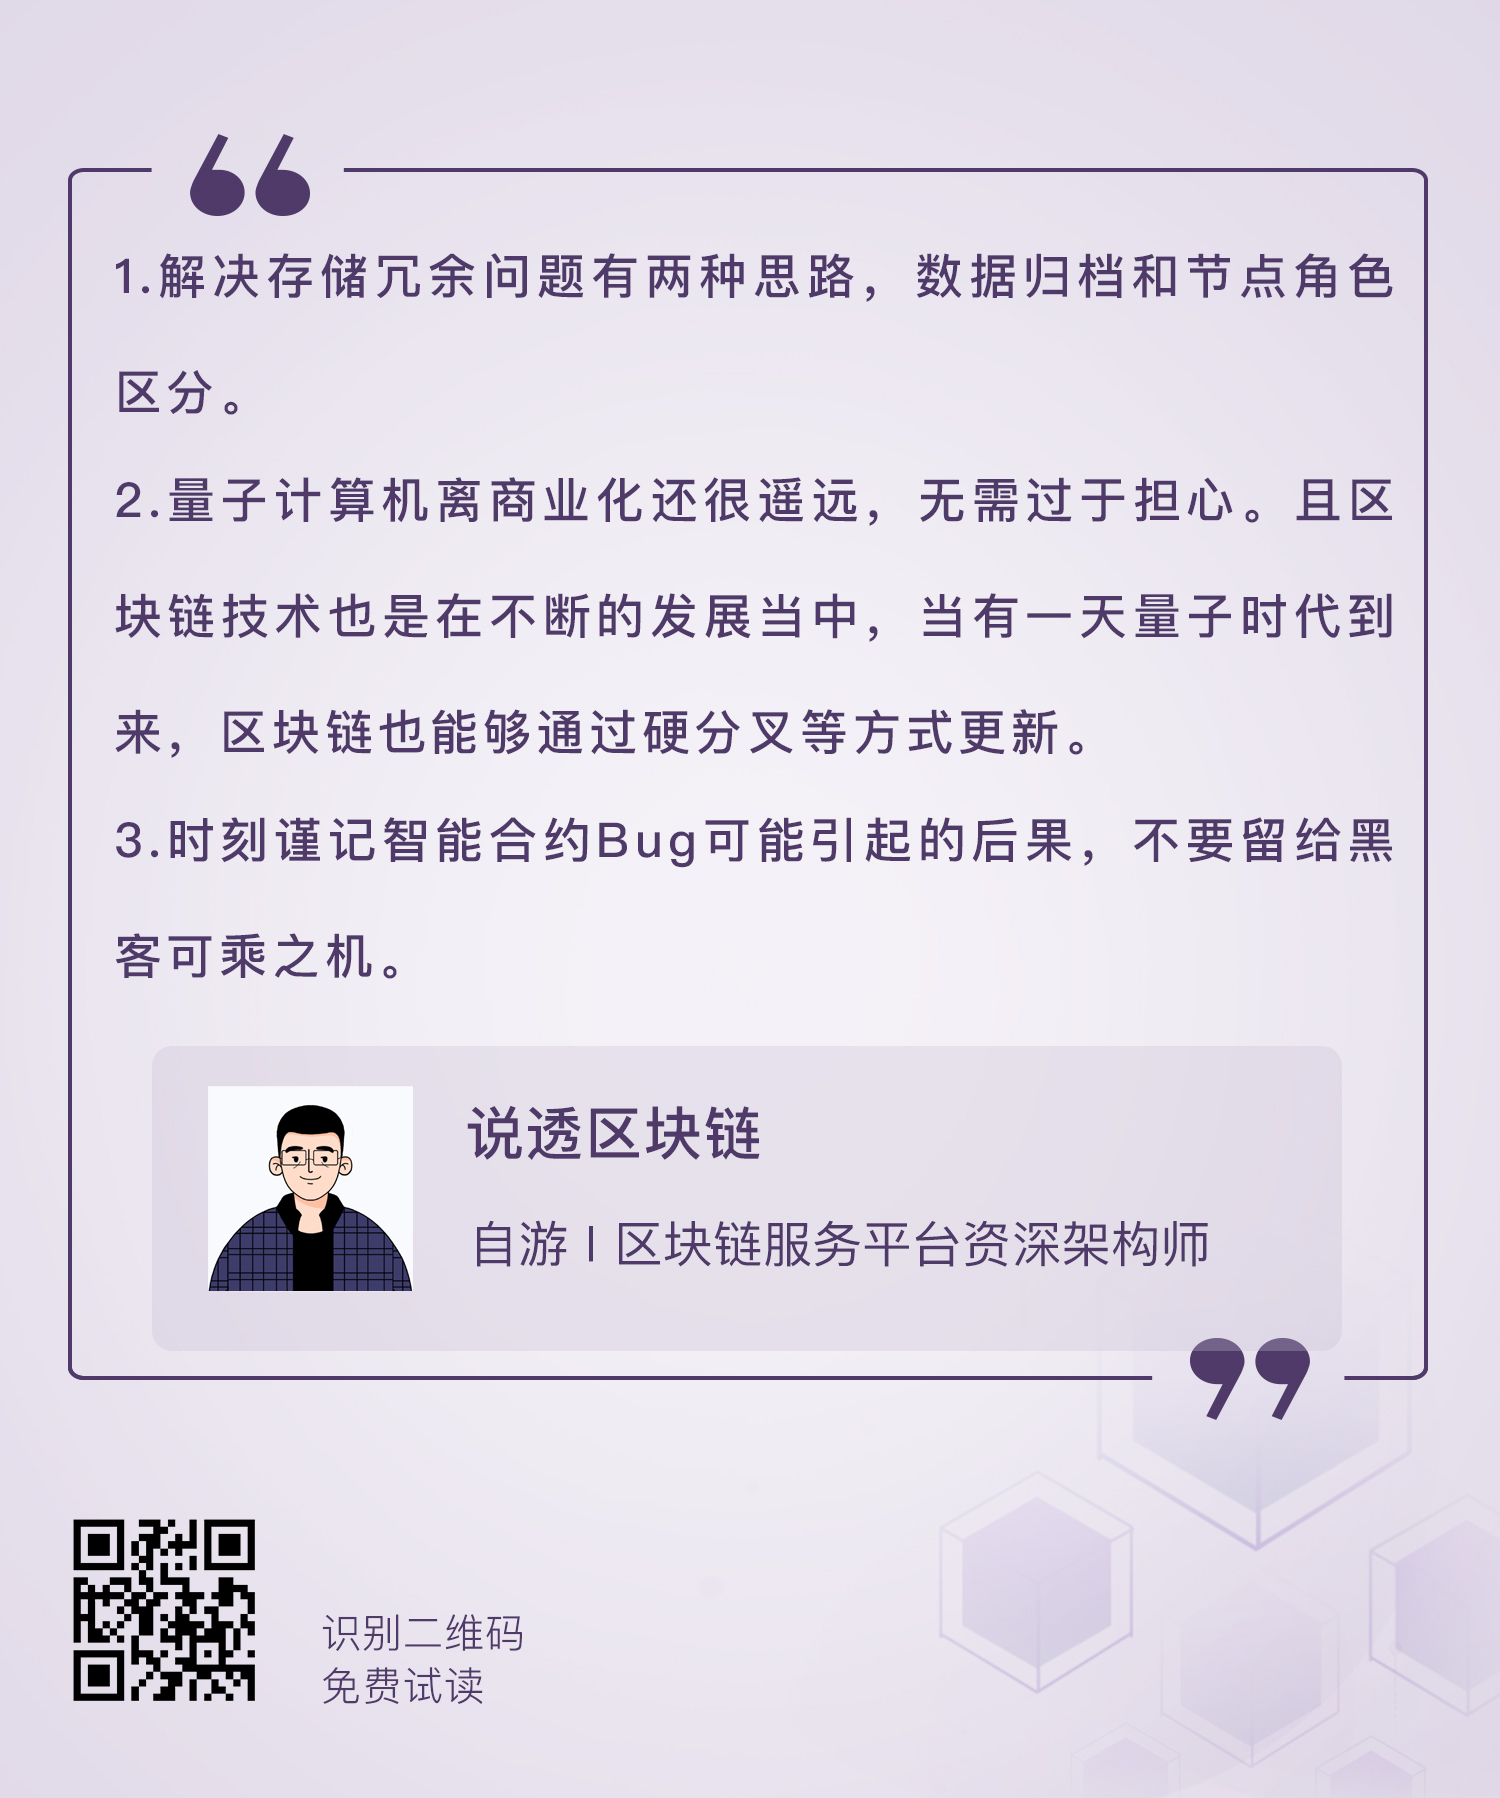 1.解决存储冗余问题有两种思路，数据归档和节点角色
区分。
2.量子计算机离商业化还很遥远，无需过于担心。且区
块链技术也是在不断的发展当中，当有一天量子时代到
来，区块链也能够通过硬分叉等方式更新。
3.时刻谨记智能合约Bug可能引起的后果，不要留给黑
客可乘之机。
说透区块链
自游 | 区块链服务平台资深架构师
识别二维码
免费试读